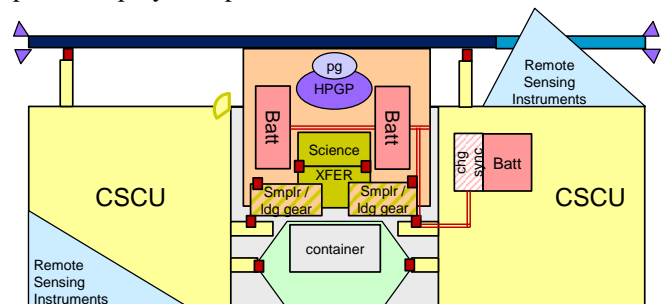 pg
HPGP
Remote
Sensing
Instruments
Batt
Batt
Science
XFER
chg
sync
Batt
Smplr /
ldg gear
Smplr /
ldg gear
CSCU
CSCU
container
Remote
Sensing
Instruments